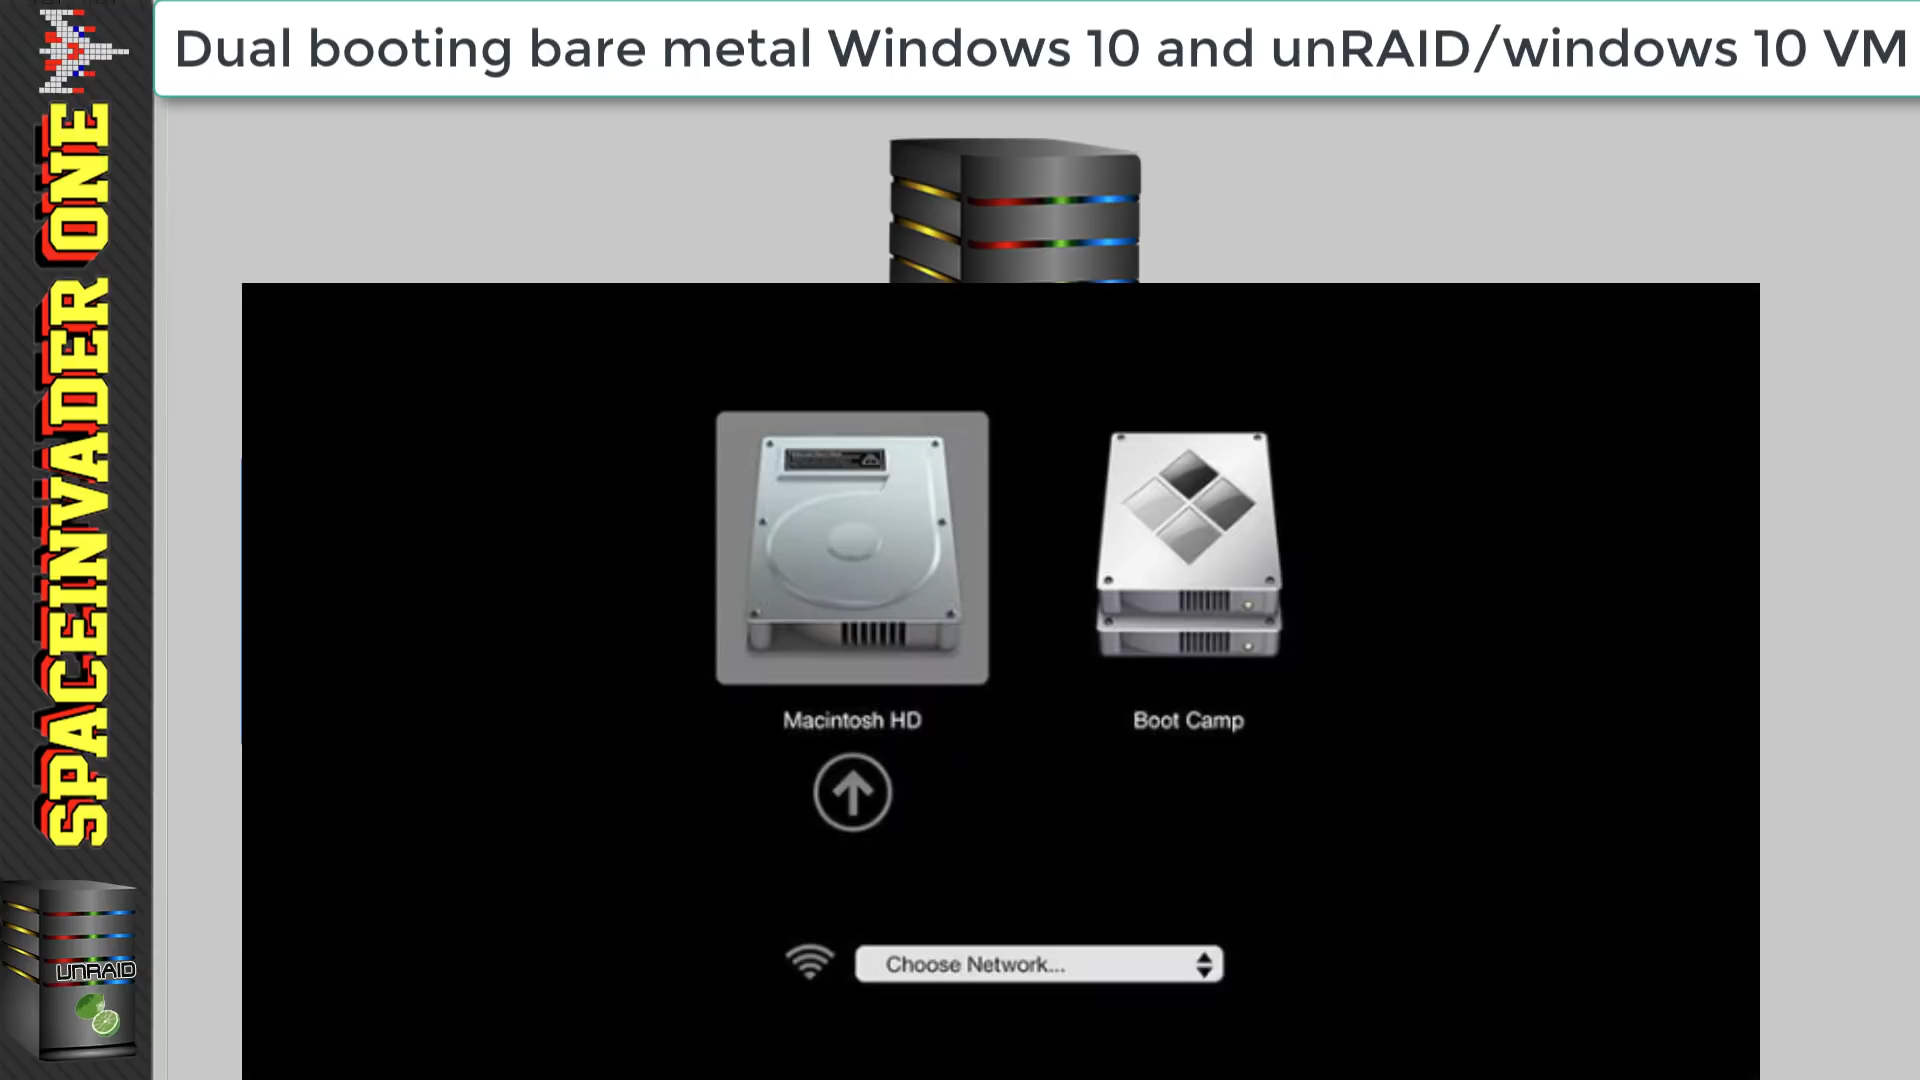 Dual booting bare metal Windows 10 and unRAID/windows 10 VM
SPACEINVADER ONE
Macintosh HD
Boot Camp
Choose Network...
UNRAID